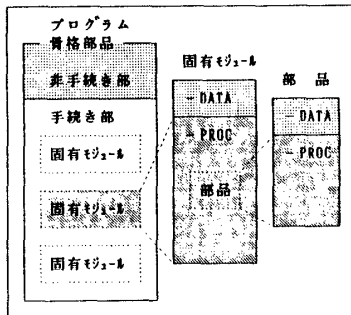 プログラム
骨格部品
非手続き部
手続き部
固有モジュール
固有モジュール
固有モジュール
固有モジュール
- DATA
- PROC
部品
部品
- DATA
- PROC